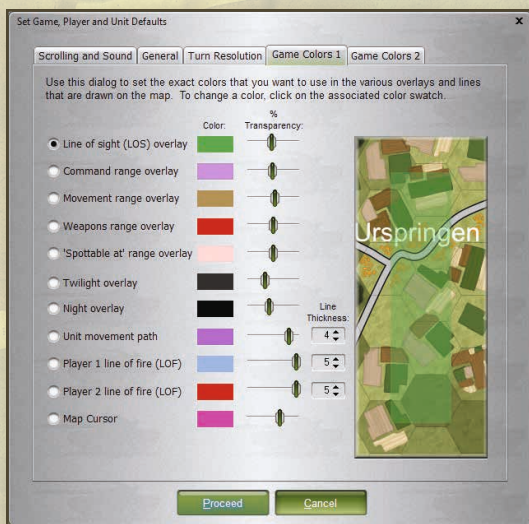 Set Game, Player and Unit Defaults x
Scrolling and Sound General Turn Resolution Game Colors 1 Game Colors 2
Use this dialog to set the exact colors that you want to use in the various overlays and lines
that are drawn on the map. To change a color, click on the associated color swatch.
Color: % Transparency:
Line of sight (LOS) overlay
Command range overlay
Movement range overlay
Weapons range overlay
'Spottable at' range overlay
Twilight overlay
Night overlay
Line Thickness:
Unit movement path 4
Player 1 line of fire (LOF) 5
Player 2 line of fire (LOF) 5
Map Cursor
Urspringen
Proceed Cancel